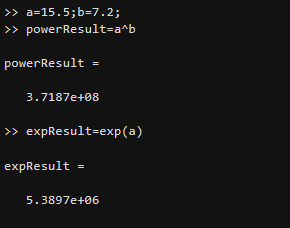 >> a=15.5;b=7.2;
>> powerResult=a^b
powerResult =
3.7187e+08
>> expResult=exp(a)
expResult =
5.3897e+06